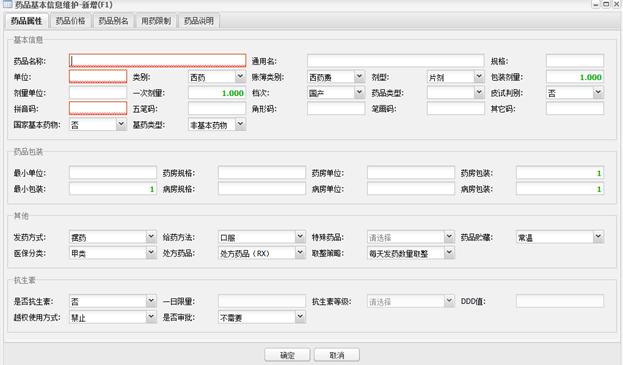 药品基本信息维护-新增(F1)
药品属性 药品价格 药品别名 用药限制 药品说明
基本信息
药品名称: 通用名: 规格:
单位: 类别: 西药 账簿类别: 西药费 剂型: 片剂 包装剂量: 1.000
剂量单位: 一次剂量: 1.000 档次: 国产 药品类型: 皮试判别: 否
拼音码: 五笔码: 角形码: 笔画码: 其它码:
国家基本药物: 否 基药类型: 非基本药物
药品包装
最小单位: 药房规格: 药房单位: 药房包装: 1
最小包装: 1 病房规格: 病房单位: 病房包装: 1
其他
发药方式: 摆药 给药方法: 口服 特殊药品: 请选择 药品贮藏: 常温
医保分类: 甲类 处方药品: 处方药品（RX） 取整策略: 每天发药数量取整
抗生素
是否抗生素: 否 一日限量: 抗生素等级: 请选择 DDD值:
越权使用方式: 禁止 是否审批: 不需要
确定 取消